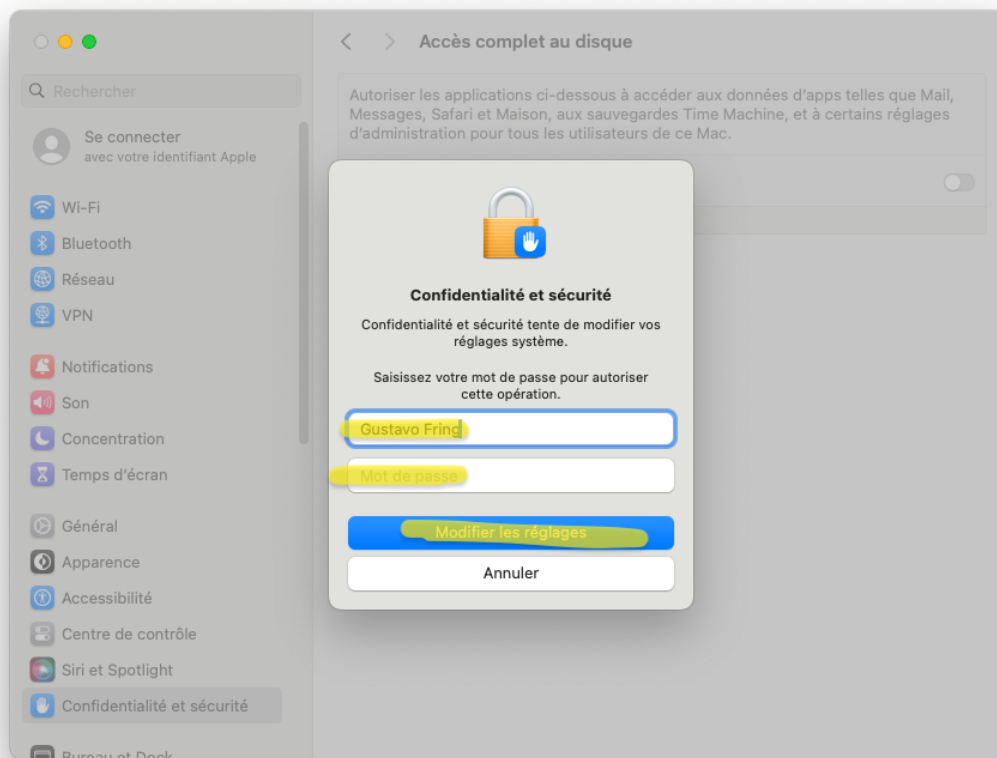 Accès complet au disque
Rechercher
Se connecter
avec votre identifiant Apple
Wi-Fi
Bluetooth
Réseau
VPN
Notifications
Son
Concentration
Temps d'écran
Général
Apparence
Accessibilité
Centre de contrôle
Siri et Spotlight
Confidentialité et sécurité
Bureau et Dock
Autoriser les applications ci-dessous à accéder aux données d'apps telles que Mail,
Messages, Safari et Maison, aux sauvegardes Time Machine, et à certains réglages
d'administration pour tous les utilisateurs de ce Mac.
Confidentialité et sécurité
Confidentialité et sécurité tente de modifier vos
réglages système.
Saisissez votre mot de passe pour autoriser
cette opération.
Gustavo Fring
Mot de passe
Modifier les réglages
Annuler